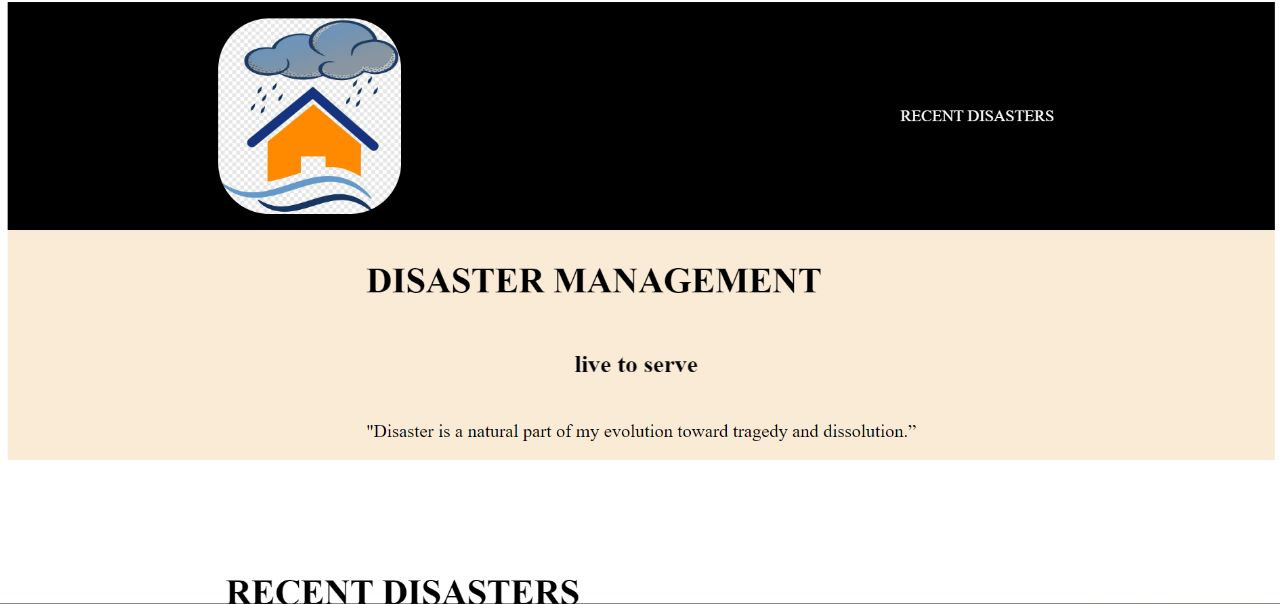 RECENT DISASTERS
DISASTER MANAGEMENT
live to serve
"Disaster is a natural part of my evolution toward tragedy and dissolution.”
RECENT DISASTERS